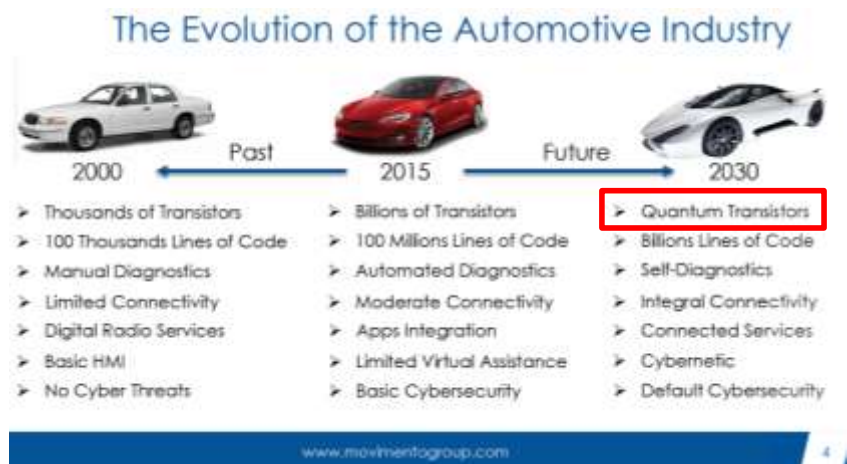 The Evolution of the Automotive Industry
Past
Future
2000
2015
2030
➢ Thousands of Transistors
➢ 100 Thousands Lines of Code
➢ Manual Diagnostics
➢ Limited Connectivity
➢ Digital Radio Services
➢ Basic HMI
➢ No Cyber Threats
➢ Billions of Transistors
➢ 100 Millions Lines of Code
➢ Automated Diagnostics
➢ Moderate Connectivity
➢ Apps Integration
➢ Limited Virtual Assistance
➢ Basic Cybersecurity
➢ Quantum Transistors
➢ Billions Lines of Code
➢ Self-Diagnostics
➢ Integral Connectivity
➢ Connected Services
➢ Cybernetic
➢ Default Cybersecurity
www.movimentogroup.com
4